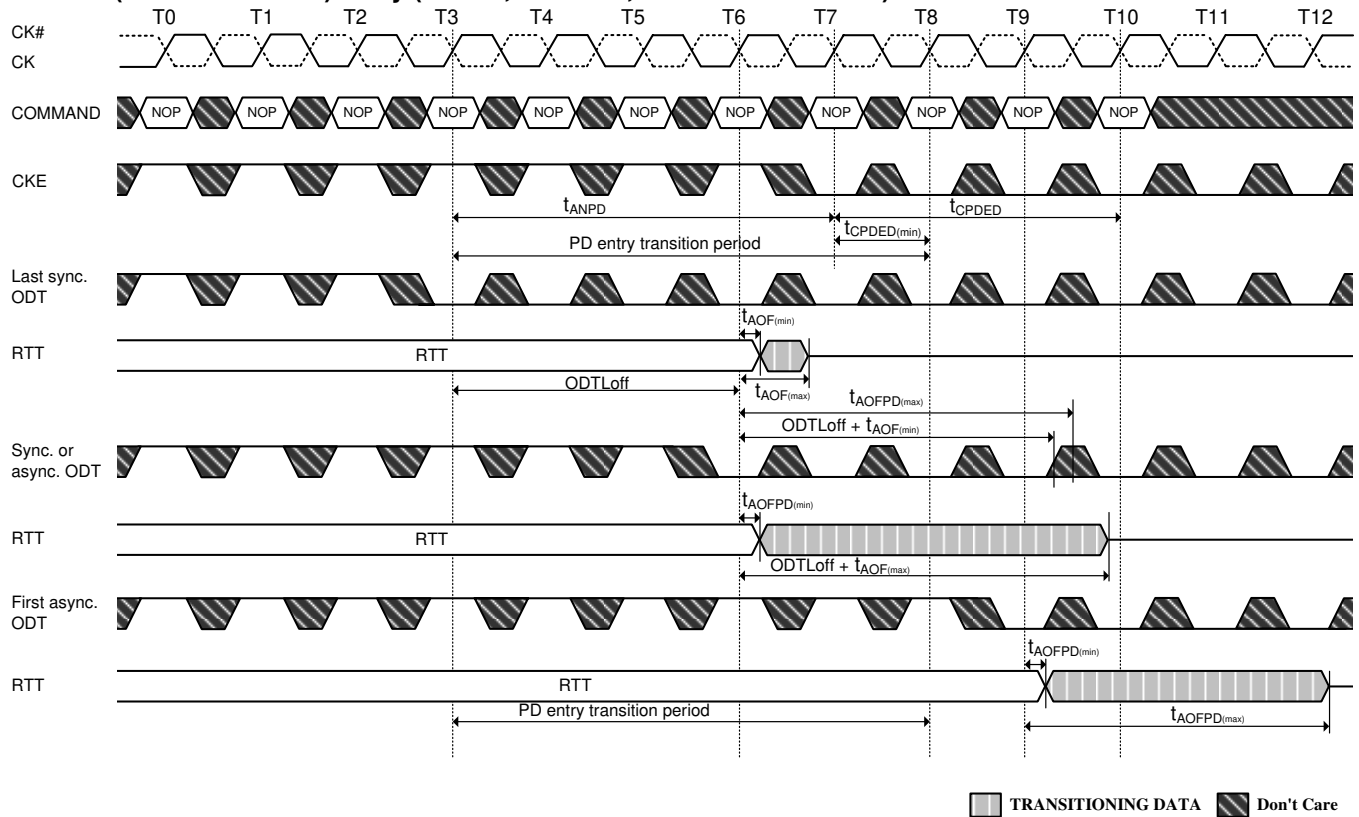 T0 T1 T2 T3 T4 T5 T6 T7 T8 T9 T10 T11 T12
CK#
CK
COMMAND NOP NOP NOP NOP NOP NOP NOP NOP NOP NOP NOP
CKE
tANPD tCPDED
tCPDED(min)
PD entry transition period
Last sync.
ODT
tAOF(min)
RTT RTT
ODTLoff tAOF(max)
tAOFPD(max)
ODTLoff + tAOF(min)
Sync. or
async. ODT
tAOFPD(min)
RTT RTT
ODTLoff + tAOF(max)
First async.
ODT
tAOFPD(min)
RTT RTT
PD entry transition period tAOFPD(max)
TRANSITIONING DATA Don't Care